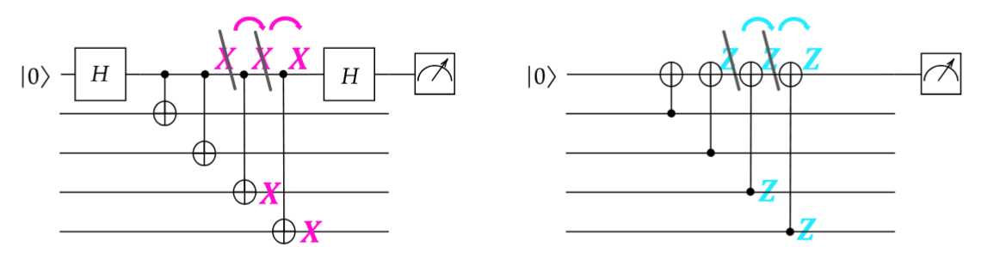 X X X Z Z Z
|0⟩ H H |0⟩
X Z
X Z